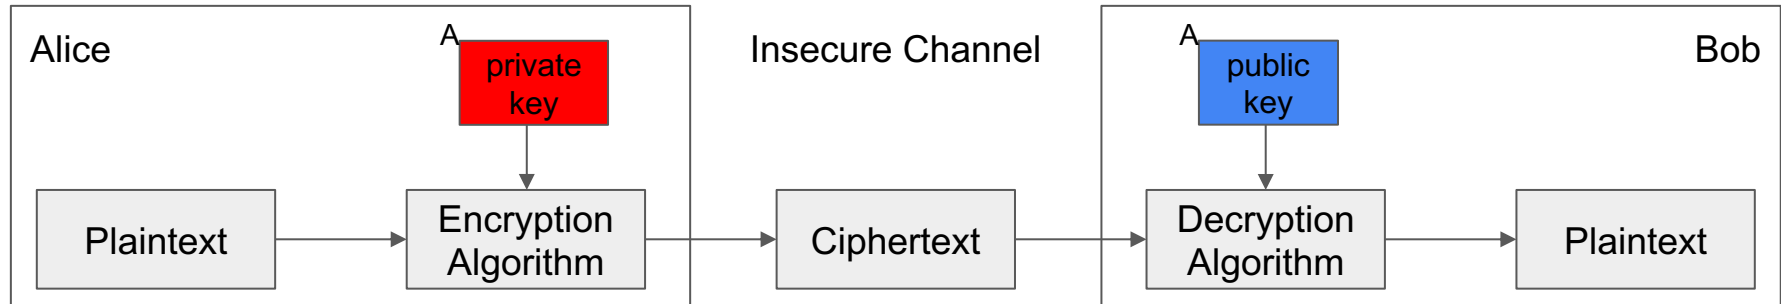 Alice
A
private
key
Insecure Channel
A
public
key
Bob
Plaintext
Encryption
Algorithm
Ciphertext
Decryption
Algorithm
Plaintext